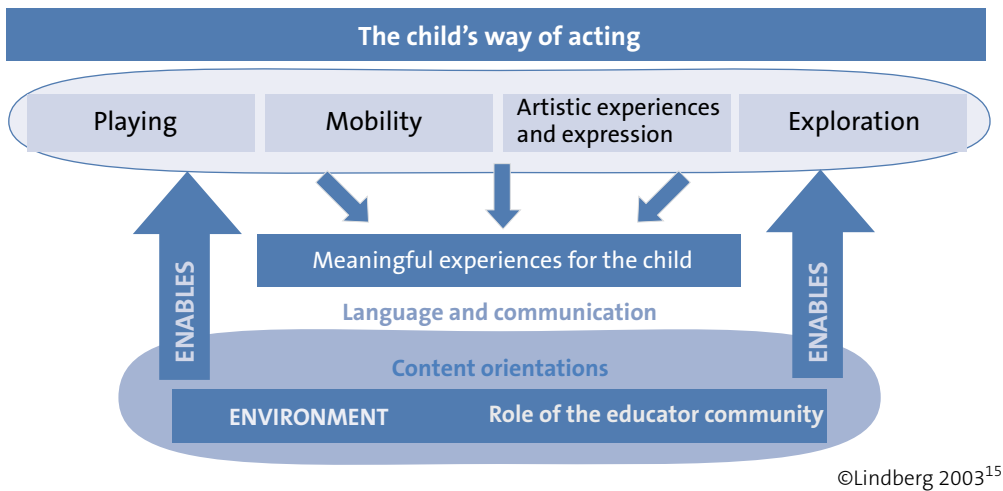 The child’s way of acting
Playing
Mobility
Artistic experiences
and expression
Exploration
ENABLES
Meaningful experiences for the child
ENABLES
Language and communication
Content orientations
ENVIRONMENT
Role of the educator community
©Lindberg 2003¹⁵